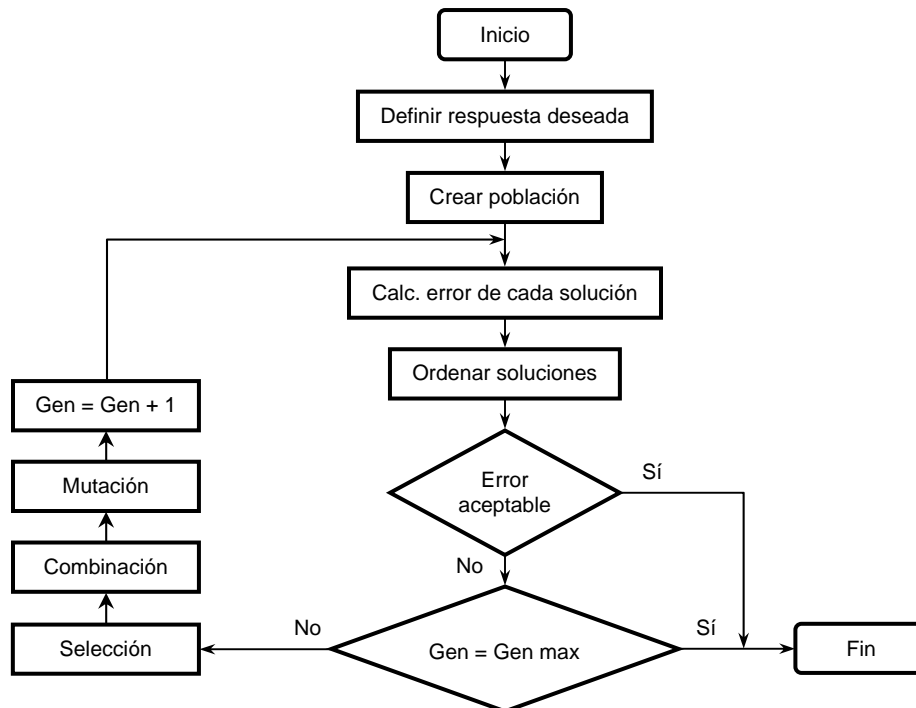 Inicio
Definir respuesta deseada
Crear población
Calc. error de cada solución
Ordenar soluciones
Gen = Gen + 1
Mutación
Combinación
Selección
Error
aceptable
Sí
No
Gen = Gen max
No
Sí
Fin